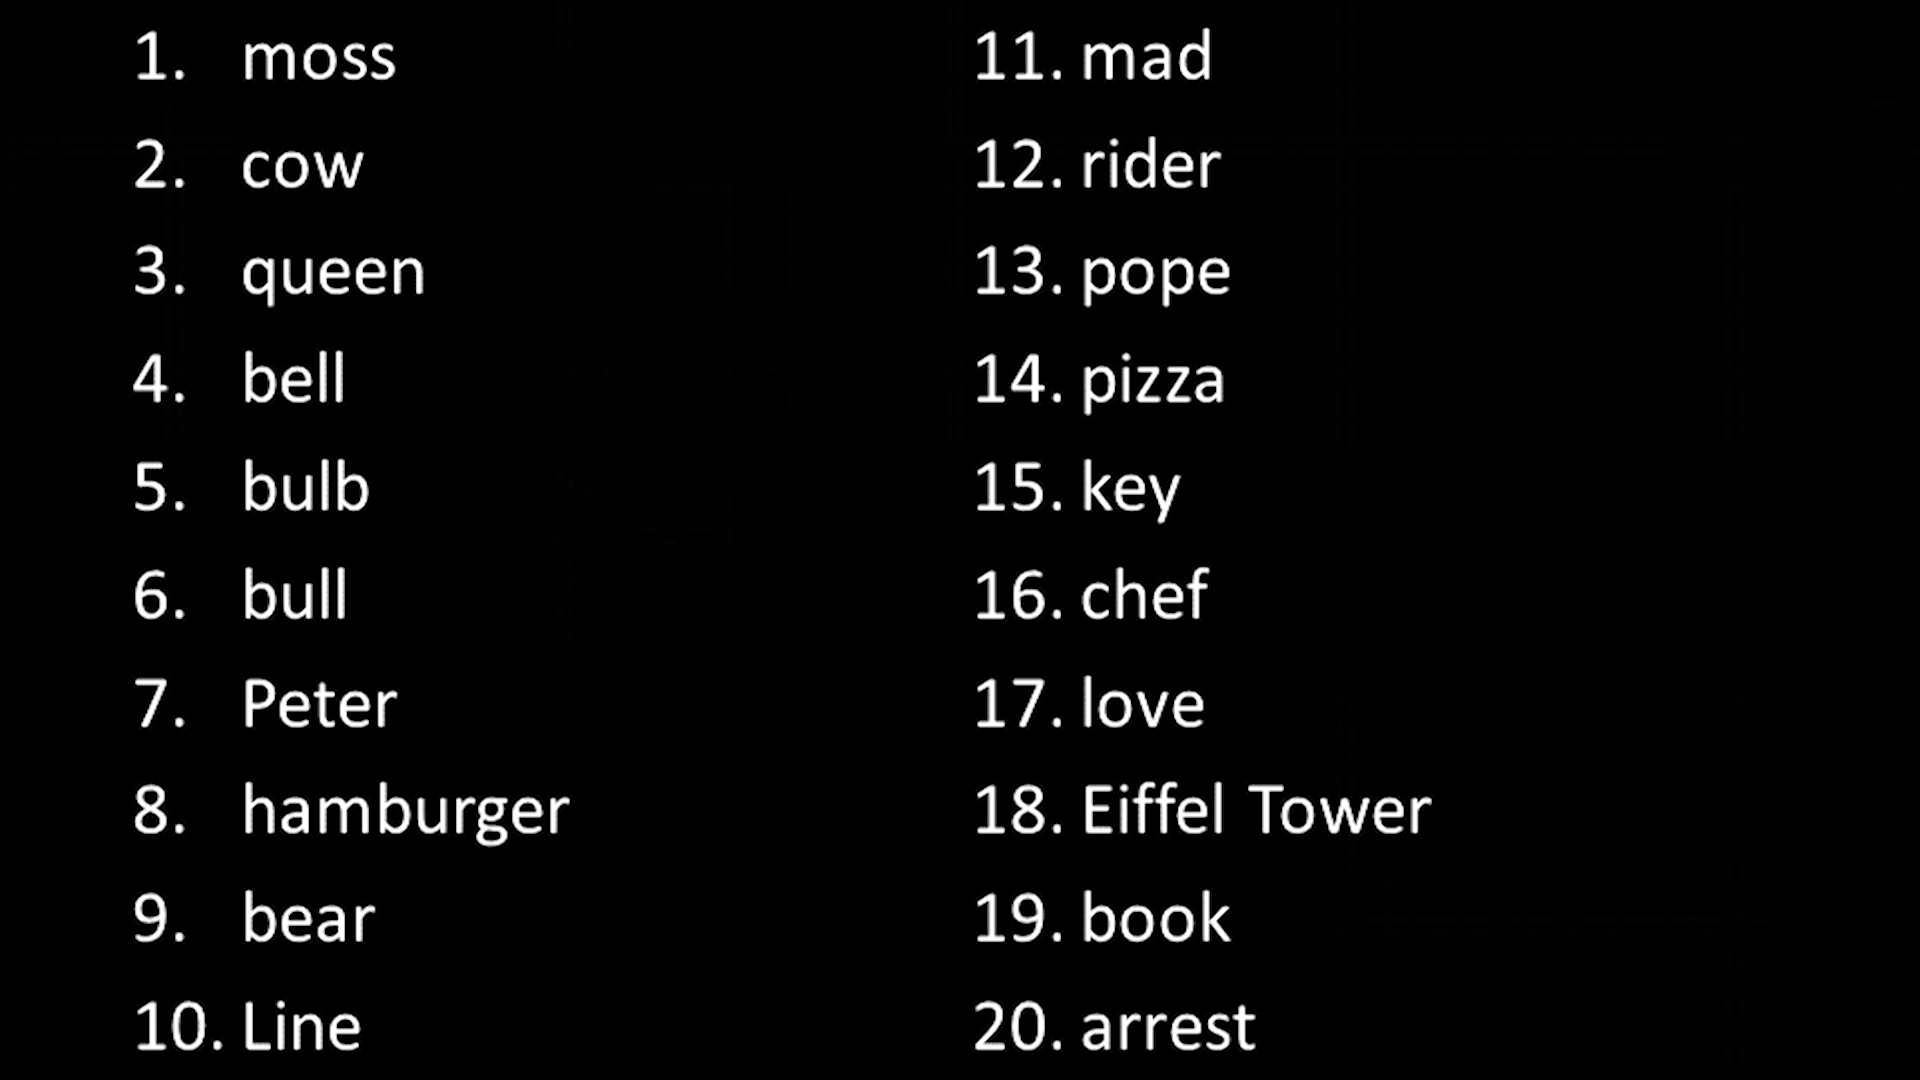 1. moss
2. cow
3. queen
4. bell
5. bulb
6. bull
7. Peter
8. hamburger
9. bear
10. Line
11. mad
12. rider
13. pope
14. pizza
15. key
16. chef
17. love
18. Eiffel Tower
19. book
20. arrest